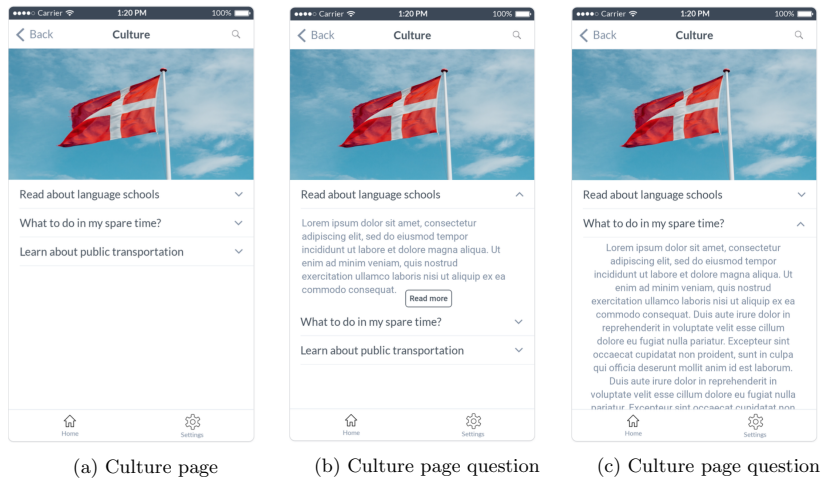 Carrier 1:20 PM 100%
Back Culture
Read about language schools
What to do in my spare time?
Learn about public transportation
Home Settings
(a) Culture page
Carrier 1:20 PM 100%
Back Culture
Read about language schools
Lorem ipsum dolor sit amet, consectetur
adipiscing elit, sed do eiusmod tempor
incididunt ut labore et dolore magna aliqua. Ut
enim ad minim veniam, quis nostrud
exercitation ullamco laboris nisi ut aliquip ex ea
commodo consequat.
Read more
What to do in my spare time?
Learn about public transportation
Home Settings
(b) Culture page question
Carrier 1:20 PM 100%
Back Culture
Read about language schools
What to do in my spare time?
Lorem ipsum dolor sit amet, consectetur
adipiscing elit, sed do eiusmod tempor
incididunt ut labore et dolore magna aliqua. Ut
enim ad minim veniam, quis nostrud
exercitation ullamco laboris nisi ut aliquip ex ea
commodo consequat. Duis aute irure dolor in
reprehenderit in voluptate velit esse cillum
dolore eu fugiat nulla pariatur. Excepteur sint
occaecat cupidatat non proident, sunt in culpa
qui officia deserunt mollit anim id est laborum.
Duis aute irure dolor in reprehenderit in
voluptate velit esse cillum dolore eu fugiat nulla
pariatur. Excepteur sint occaecat cupidatat non
Home Settings
(c) Culture page question